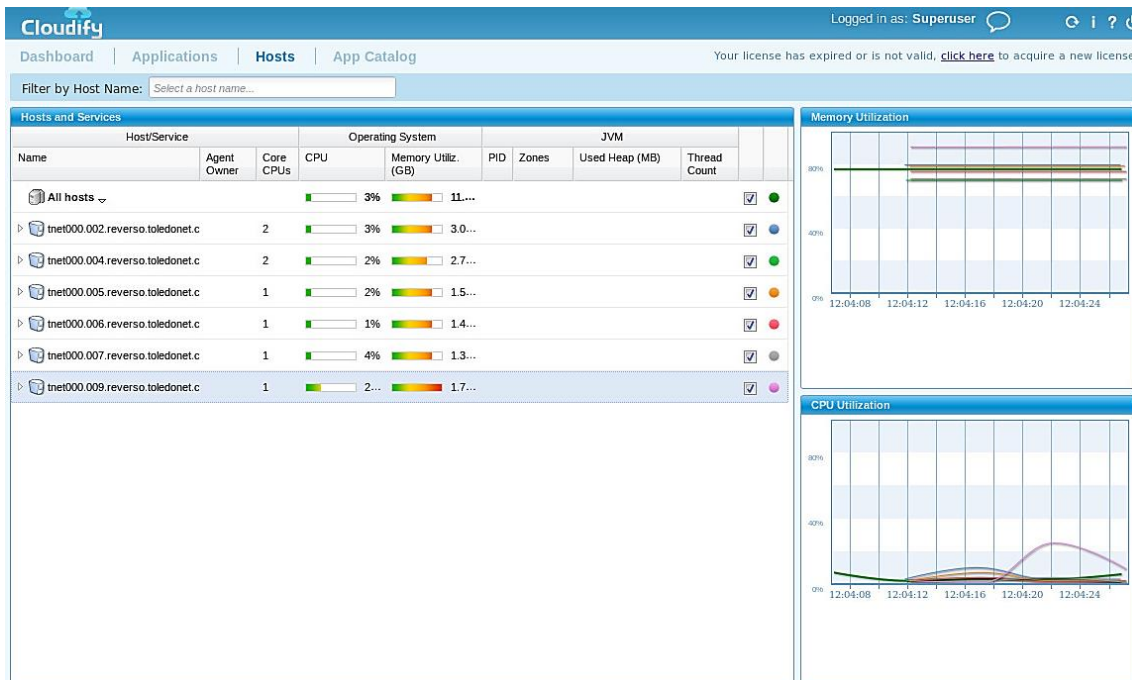 Cloudify
Logged in as: Superuser
i ?
Dashboard Applications Hosts App Catalog
Your license has expired or is not valid, click here to acquire a new license
Filter by Host Name: Select a host name...
Hosts and Services
Host/Service Operating System JVM
Name Agent Owner Core CPUs CPU Memory Utiliz. (GB) PID Zones Used Heap (MB) Thread Count
All hosts 3% 11....
tnet000.002.reverso.toledonet.c 2 3% 3.0...
tnet000.004.reverso.toledonet.c 2 2% 2.7...
tnet000.005.reverso.toledonet.c 1 2% 1.5...
tnet000.006.reverso.toledonet.c 1 1% 1.4...
tnet000.007.reverso.toledonet.c 1 4% 1.3...
tnet000.009.reverso.toledonet.c 1 2... 1.7...
Memory Utilization
80%
40%
0%
12:04:08 12:04:12 12:04:16 12:04:20 12:04:24
CPU Utilization
80%
40%
0%
12:04:08 12:04:12 12:04:16 12:04:20 12:04:24